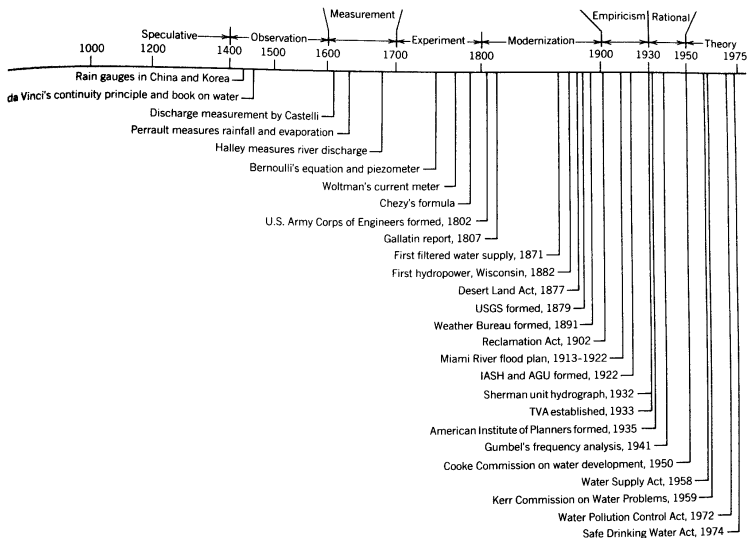 Measurement
Empiricism Rational
Speculative Observation Experiment Modernization Theory
1000 1200 1400 1500 1600 1700 1800 1900 1930 1950 1975
Rain gauges in China and Korea
da Vinci's continuity principle and book on water
Discharge measurement by Castelli
Perrault measures rainfall and evaporation
Halley measures river discharge
Bernoulli's equation and piezometer
Woltman's current meter
Chezy's formula
U.S. Army Corps of Engineers formed, 1802
Gallatin report, 1807
First filtered water supply, 1871
First hydropower, Wisconsin, 1882
Desert Land Act, 1877
USGS formed, 1879
Weather Bureau formed, 1891
Reclamation Act, 1902
Miami River flood plan, 1913-1922
IASH and AGU formed, 1922
Sherman unit hydrograph, 1932
TVA established, 1933
American Institute of Planners formed, 1935
Gumbel's frequency analysis, 1941
Cooke Commission on water development, 1950
Water Supply Act, 1958
Kerr Commission on Water Problems, 1959
Water Pollution Control Act, 1972
Safe Drinking Water Act, 1974